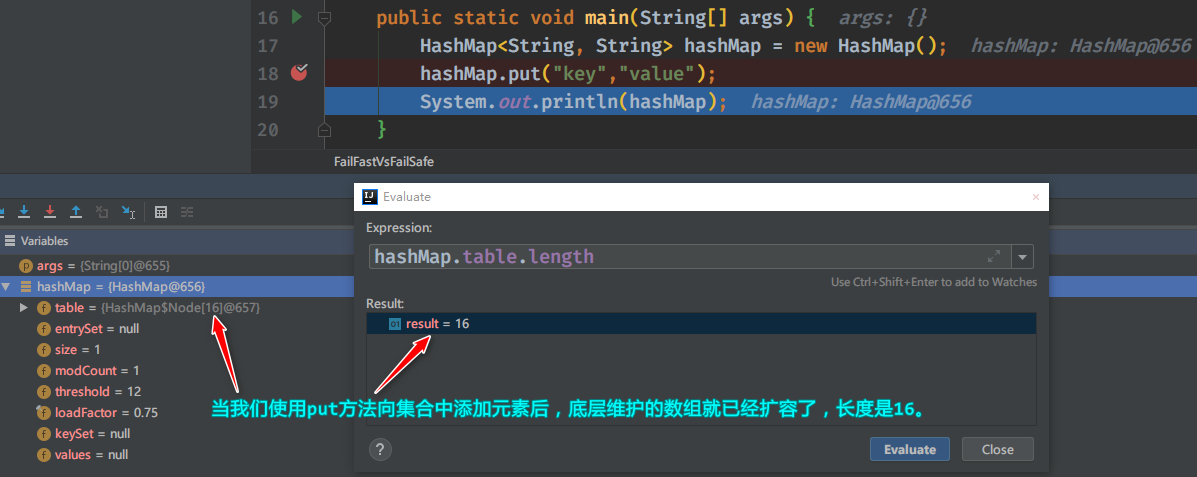 16 public static void main(String[] args) { args: {}
17 HashMap<String, String> hashMap = new HashMap(); hashMap: HashMap@656
18 hashMap.put("key","value");
19 System.out.println(hashMap); hashMap: HashMap@656
20 }
FailFastVsFailSafe
Variables
p args = {String[0]@655}
hashMap = {HashMap@656}
f table = {HashMap$Node[16]@657}
f entrySet = null
f size = 1
f modCount = 1
f threshold = 12
f loadFactor = 0.75
f keySet = null
f values = null
IJ Evaluate
Expression:
hashMap.table.length
Use Ctrl+Shift+Enter to add to Watches
Result:
01 result = 16
当我们使用put方法向集合中添加元素后，底层维护的数组就已经扩容了，长度是16。
? Evaluate Close